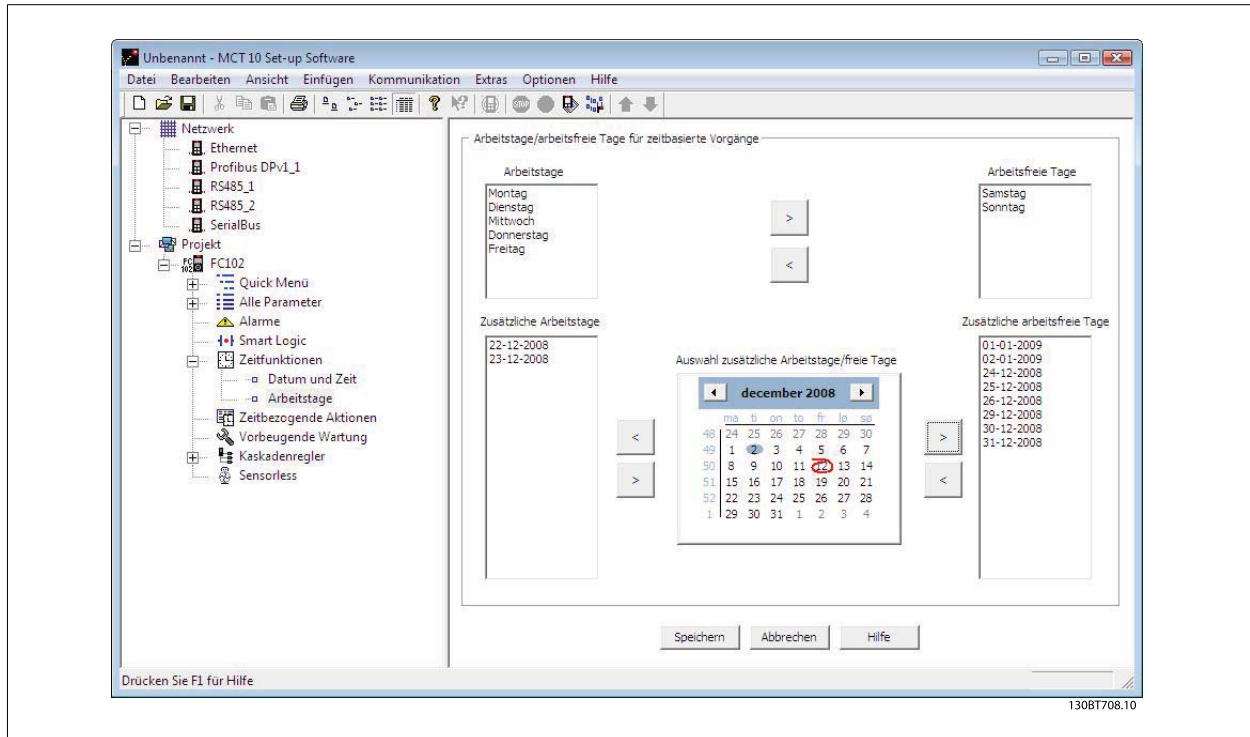 Unbenannt - MCT 10 Set-up Software
Datei Bearbeiten Ansicht Einfügen Kommunikation Extras Optionen Hilfe
STOP
Netzwerk
Ethernet
Profibus DPv1_1
RS485_1
RS485_2
SerialBus
Projekt
FC 102 FC102
Quick Menü
Alle Parameter
Alarme
Smart Logic
Zeitfunktionen
Datum und Zeit
Arbeitstage
Zeitbezogende Aktionen
Vorbeugende Wartung
Kaskadenregler
Sensorless
Arbeitstage/arbeitsfreie Tage für zeitbasierte Vorgänge
Arbeitstage
Montag
Dienstag
Mittwoch
Donnerstag
Freitag
>
<
Arbeitsfreie Tage
Samstag
Sonntag
Zusätzliche Arbeitstage
22-12-2008
23-12-2008
<
>
Auswahl zusätzliche Arbeitstage/freie Tage
december 2008
ma ti on to fr lø sø
48 24 25 26 27 28 29 30
49 1 2 3 4 5 6 7
50 8 9 10 11 12 13 14
51 15 16 17 18 19 20 21
52 22 23 24 25 26 27 28
1 29 30 31 1 2 3 4
>
<
Zusätzliche arbeitsfreie Tage
01-01-2009
02-01-2009
24-12-2008
25-12-2008
26-12-2008
29-12-2008
30-12-2008
31-12-2008
Speichern Abbrechen Hilfe
Drücken Sie F1 für Hilfe
130BT708.10